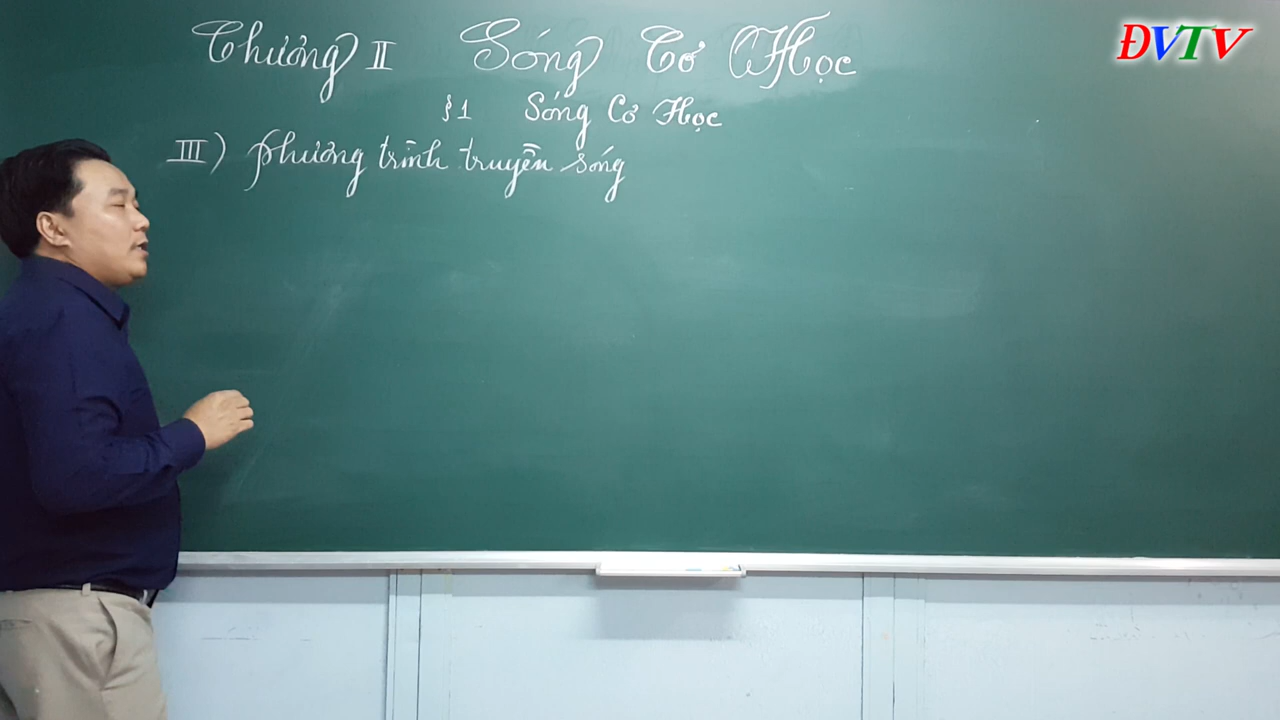 Chương II Sóng Cơ Học
ĐVTV
§1 Sóng Cơ Học
III) phương trình truyền sóng